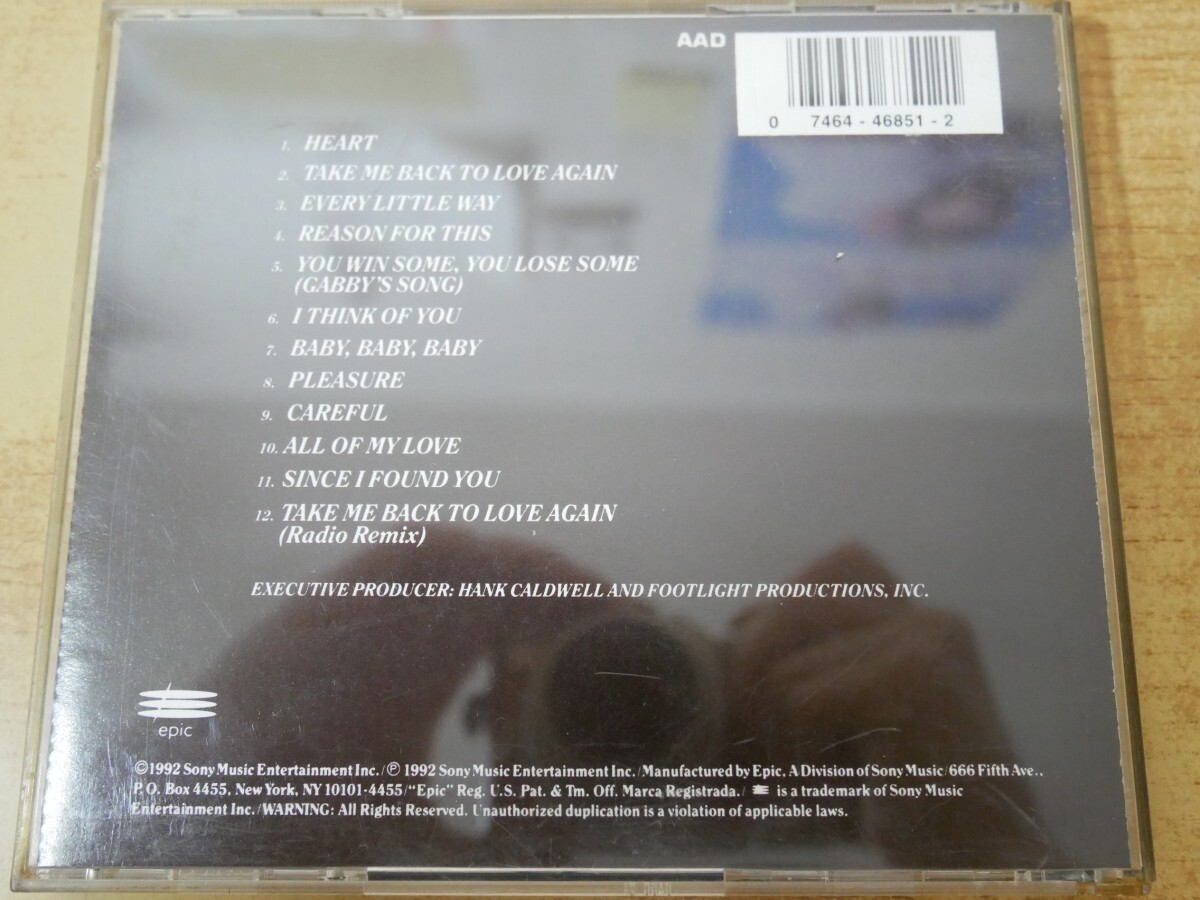 AAD
0 7464 - 46851 - 2
1. HEART
2. TAKE ME BACK TO LOVE AGAIN
3. EVERY LITTLE WAY
4. REASON FOR THIS
5. YOU WIN SOME, YOU LOSE SOME
(GABBY'S SONG)
6. I THINK OF YOU
7. BABY, BABY, BABY
8. PLEASURE
9. CAREFUL
10. ALL OF MY LOVE
11. SINCE I FOUND YOU
12. TAKE ME BACK TO LOVE AGAIN
(Radio Remix)
EXECUTIVE PRODUCER: HANK CALDWELL AND FOOTLIGHT PRODUCTIONS, INC.
epic
©1992 Sony Music Entertainment Inc./℗ 1992 Sony Music Entertainment Inc./Manufactured by Epic, A Division of Sony Music/666 Fifth Ave..
P.O. Box 4455, New York, NY 10101-4455/"Epic" Reg. U.S. Pat. & Tm. Off. Marca Registrada./ is a trademark of Sony Music
Entertainment Inc./WARNING: All Rights Reserved. Unauthorized duplication is a violation of applicable laws.